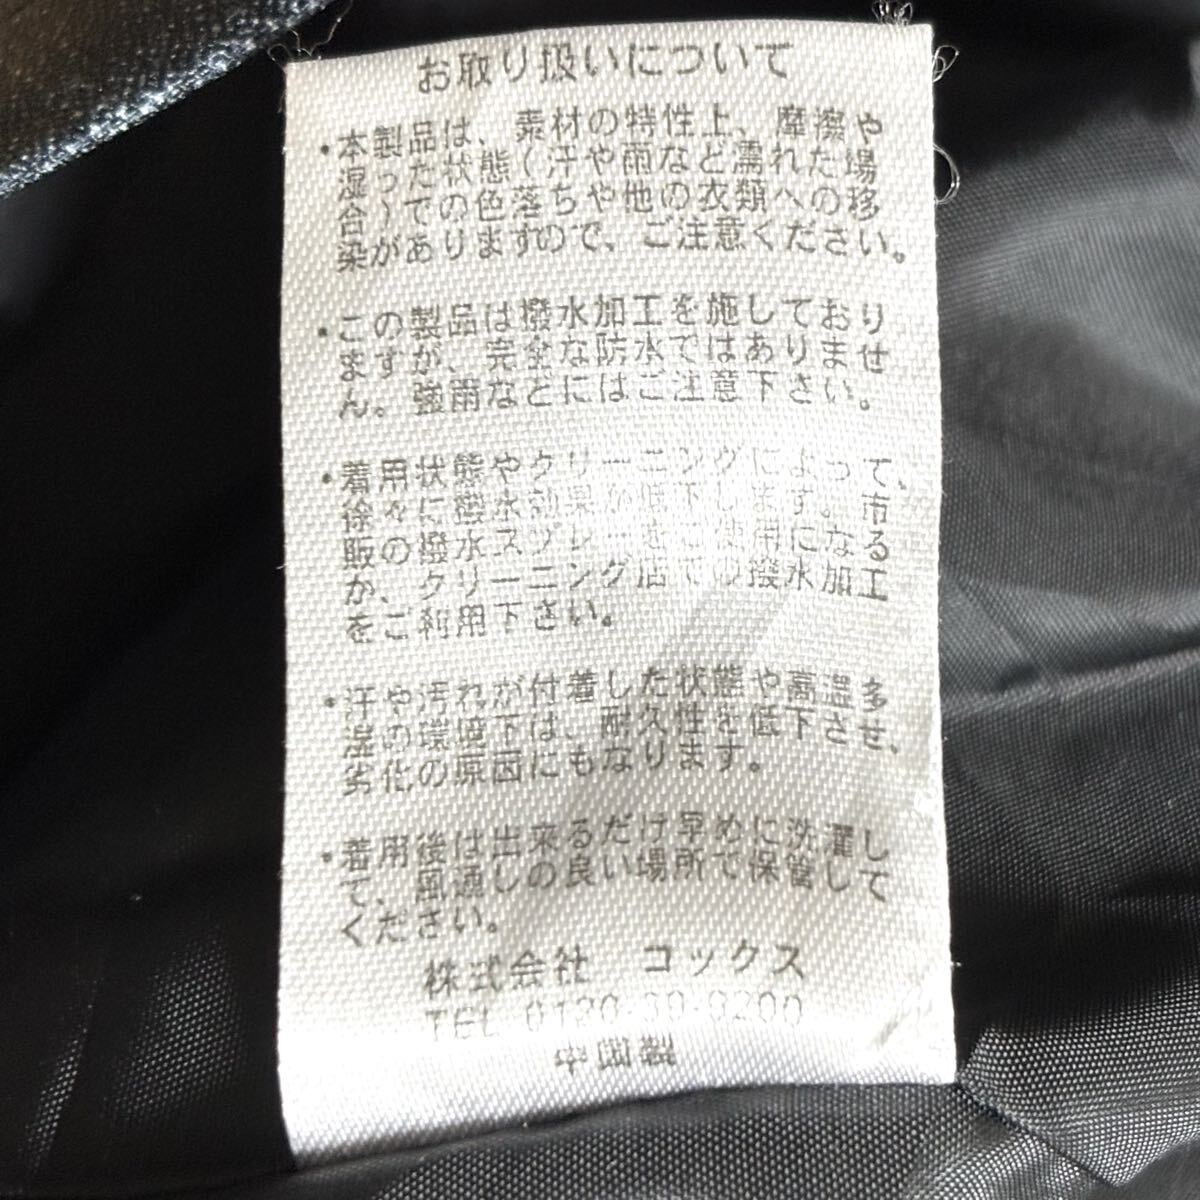 お取り扱いについて
・本製品は、素材の特性上、摩擦や
湿った状態(汗や雨など濡れた場
合)での色落ちや他の衣類への移
染がありますので、ご注意ください。
・この製品は撥水加工を施しており
ますが、完全な防水ではありませ
ん。強雨などにはご注意下さい。
・着用状態やクリーニングによって、
徐々に撥水効果が低下します。市
販の撥水スプレーをご使用になる
か、クリーニング店での撥水加工
をご利用下さい。
・汗や汚れが付着した状態や高温多
湿の環境下は、耐久性を低下させ、
劣化の原因にもなります。
・着用後は出来るだけ早めに洗濯し
て、風通しの良い場所で保管して
ください。
株式会社 コックス
TEL 0120-39-8200
中国製